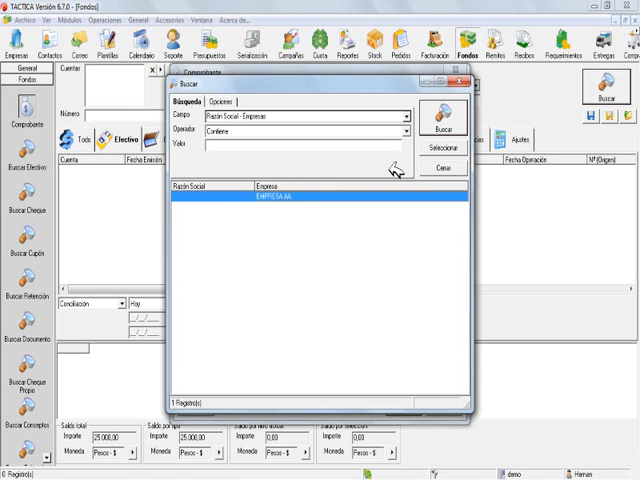 TACTICA Versión 6.7.0 - [Fondos]
Archivo Ver Módulos Operaciones General Accesorios Ventana Acerca de...
Empresas Contactos Correo Plantillas Calendario Soporte Presupuestos Serialización Campañas Cuota Reportes Stock Pedidos Facturación Fondos Remitos Recibos Requerimientos Entregas
General
Fondos
Comprobante
Buscar Efectivo
Buscar Cheque
Buscar Cupón
Buscar Retención
Buscar Documento
Buscar Cheque Propio
Buscar Conceptos
Cuentas
Número
Buscar
Todo Efectivo
Ajustes
Cuenta Fecha Emisión
Fecha Operación Nº (Origen)
Comprobante
Buscar
Búsqueda Opciones
Campo Razón Social - Empresas
Operador Contiene
Valor
Buscar
Seleccionar
Cerrar
Razón Social Empresa
EMPRESA AA
1 Registro(s)
Conciliación Hoy
Saldo total
Importe 25.000,00
Moneda Pesos - $
Saldo por tipo
Importe 25.000,00
Moneda Pesos - $
Importe 0,00
Moneda Pesos - $
Saldo por selección
Importe 0,00
Moneda Pesos - $
0 Registro(s)
demo
Hernan